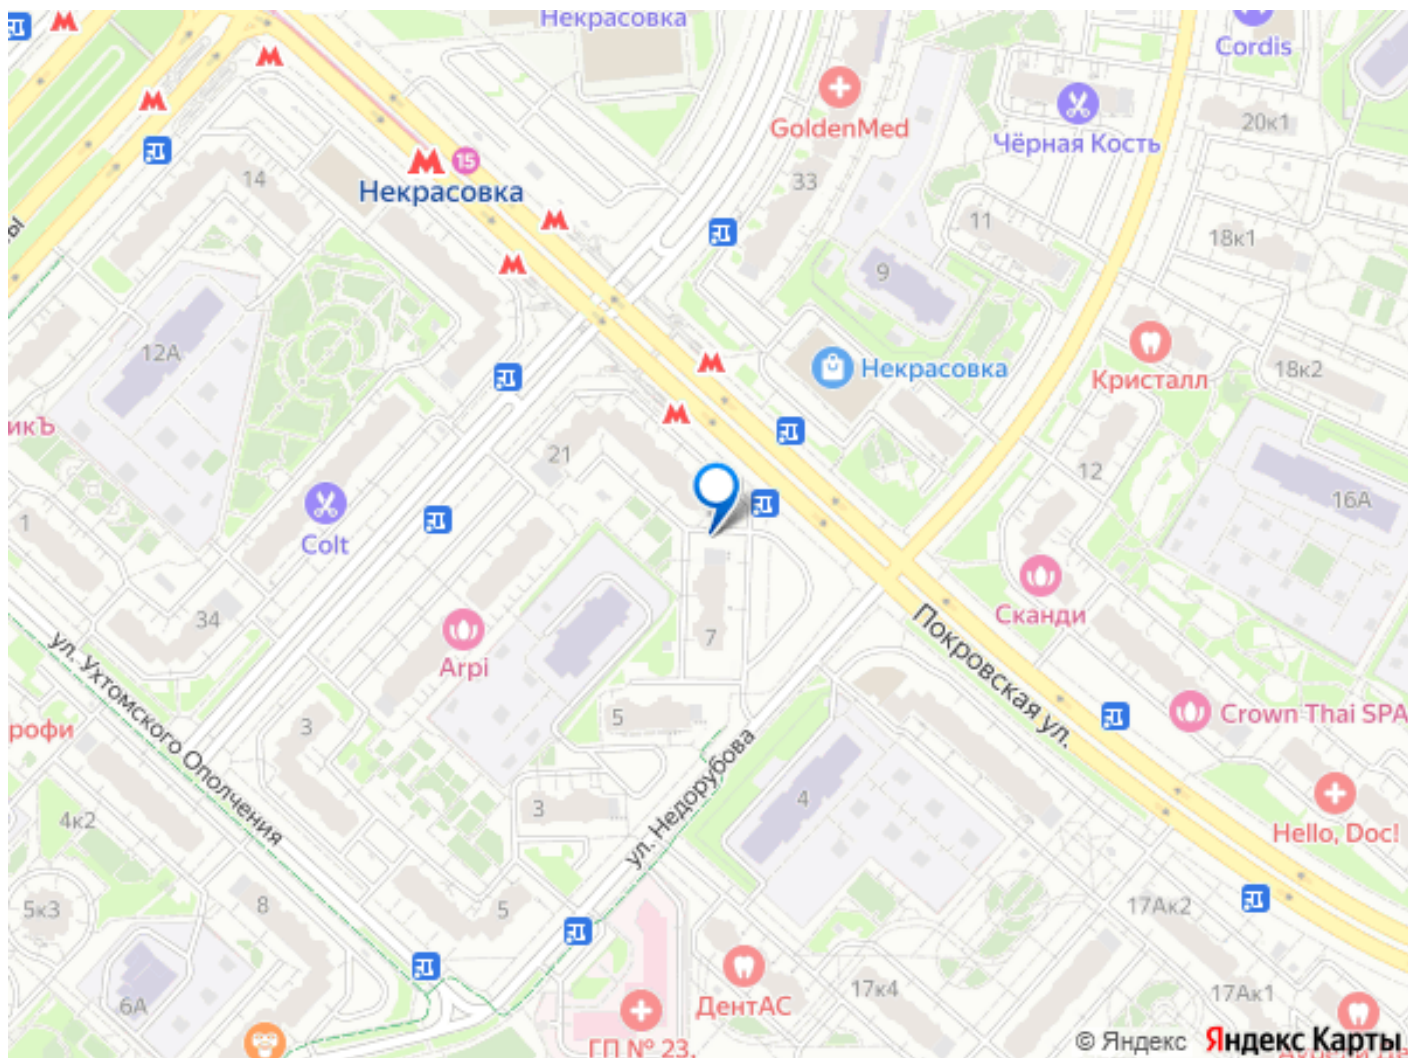 Некрасовка
Cordis
GoldenMed
Чёрная Кость
20к1
15
Некрасовка
14
33
11
18к1
9
12А
Некрасовка
Кристалл
18к2
икЪ
21
12
16А
1
Colt
Сканди
34
Arpi
7
Покровская ул.
ул. Ухтомского Ополчения
5
Crown Thai SPA
рофи
3
ул. Недорубова
4
3
4к2
Hello, Doc!
5к3
8
5
17Ак2
6А
17к4
ДентАС
17Ак1
ГП № 23,
© Яндекс Яндекс Карты